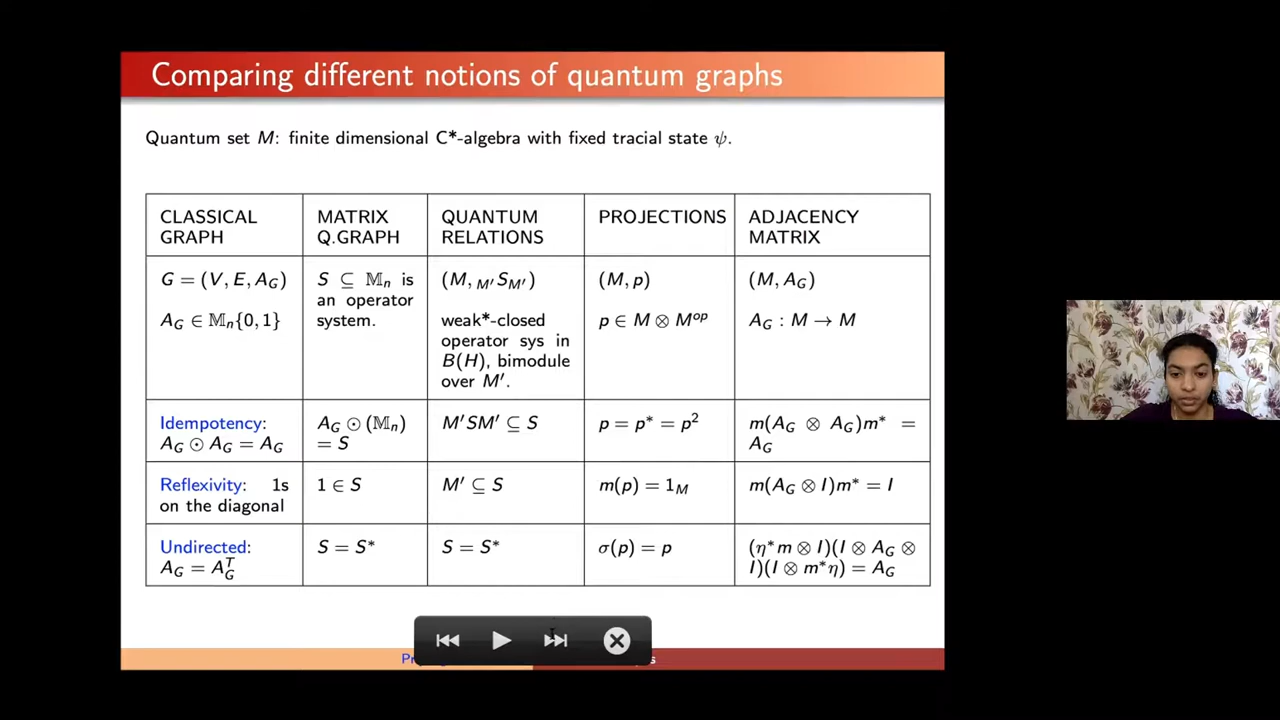 Comparing different notions of quantum graphs
Quantum set M: finite dimensional C*-algebra with fixed tracial state ψ.
CLASSICAL GRAPH
MATRIX Q.GRAPH
QUANTUM RELATIONS
PROJECTIONS
ADJACENCY MATRIX
G = (V, E, A_G)
A_G ∈ 𝕄_n{0, 1}
S ⊆ 𝕄_n is
an operator
system.
(M, _{M′}S_{M′})
weak*-closed
operator sys in
B(H), bimodule
over M′.
(M, p)
p ∈ M ⊗ M^{op}
(M, A_G)
A_G : M → M
Idempotency:
A_G ⊙ A_G = A_G
A_G ⊙ (𝕄_n)
= S
M′SM′ ⊆ S
p = p* = p²
m(A_G ⊗ A_G)m* =
A_G
Reflexivity: 1s
on the diagonal
1 ∈ S
M′ ⊆ S
m(p) = 1_M
m(A_G ⊗ I)m* = I
Undirected:
A_G = A_G^T
S = S*
S = S*
σ(p) = p
(η*m ⊗ I)(I ⊗ A_G ⊗
I)(I ⊗ m*η) = A_G